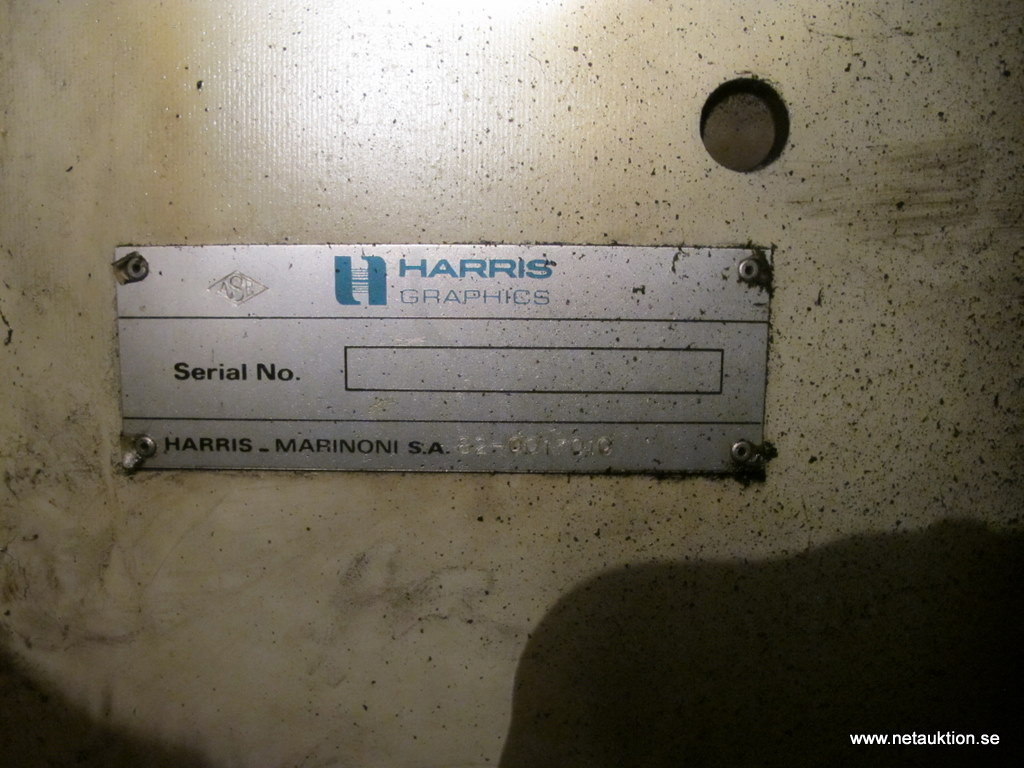 HARRIS
GRAPHICS
Serial No.
HARRIS - MARINONI S.A.
www.netauktion.se